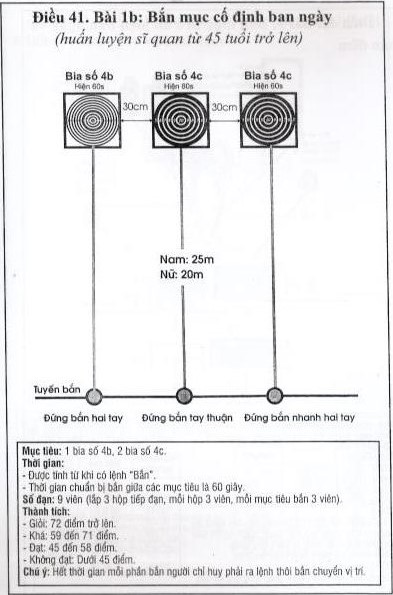 Điều 41. Bài 1b: Bắn mục cố định ban ngày
(huấn luyện sĩ quan từ 45 tuổi trở lên)
Bia số 4b Bia số 4c Bia số 4c
Hiện 60s Hiện 60s Hiện 60s
30cm 30cm
Nam: 25m
Nữ: 20m
Tuyến bắn
Đứng bắn hai tay Đứng bắn tay thuận Đứng bắn nhanh hai tay
Mục tiêu: 1 bia số 4b, 2 bia số 4c.
Thời gian:
- Được tính từ khi có lệnh "Bắn".
- Thời gian chuẩn bị bắn giữa các mục tiêu là 60 giây.
Số đạn: 9 viên (lắp 3 hộp tiếp đạn, mỗi hộp 3 viên, mỗi mục tiêu bắn 3 viên).
Thành tích:
- Giỏi: 72 điểm trở lên.
- Khá: 59 đến 71 điểm.
- Đạt: 45 đến 58 điểm.
- Không đạt: Dưới 45 điểm.
Chú ý: Hết thời gian mỗi phần bắn người chỉ huy phải ra lệnh thôi bắn chuyển vị trí.